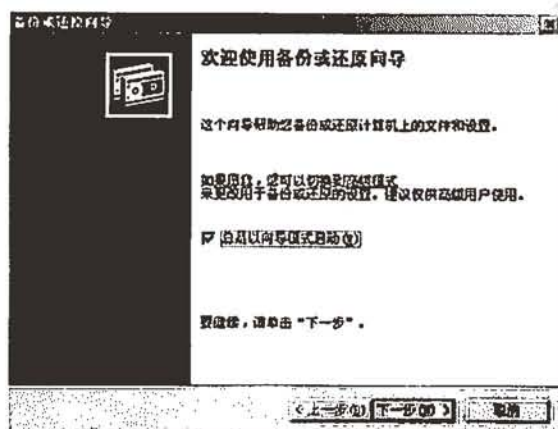 备份或还原向导
欢迎使用备份或还原向导
这个向导帮助您备份或还原计算机上的文件和设置。
如果愿意，您可以切换到高级模式
来更改用于备份或还原的设置。建议仅供高级用户使用。
总是以向导模式启动(W)
要继续，请单击“下一步”。
<上一步(B) 下一步(N) > 取消